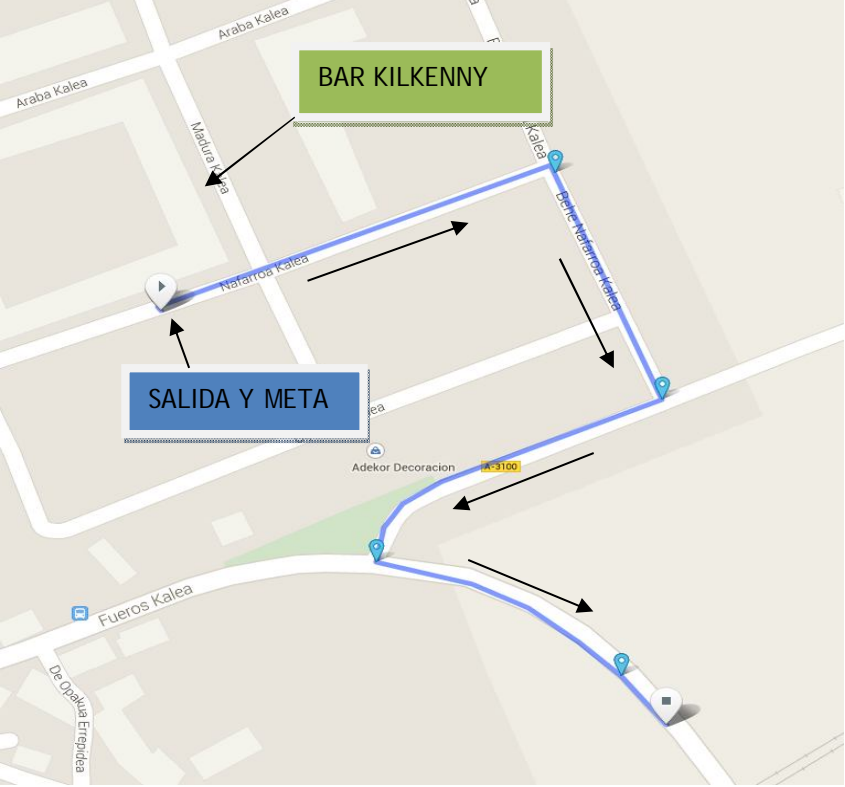 Araba Kalea
Araba Kalea
BAR KILKENNY
Madura Kalea
Kalea
Behe Nafarroa Kalea
Nafarroa Kalea
SALIDA Y META
Adekor Decoracion
A-3100
Fueros Kalea
De Opakua Errepidea